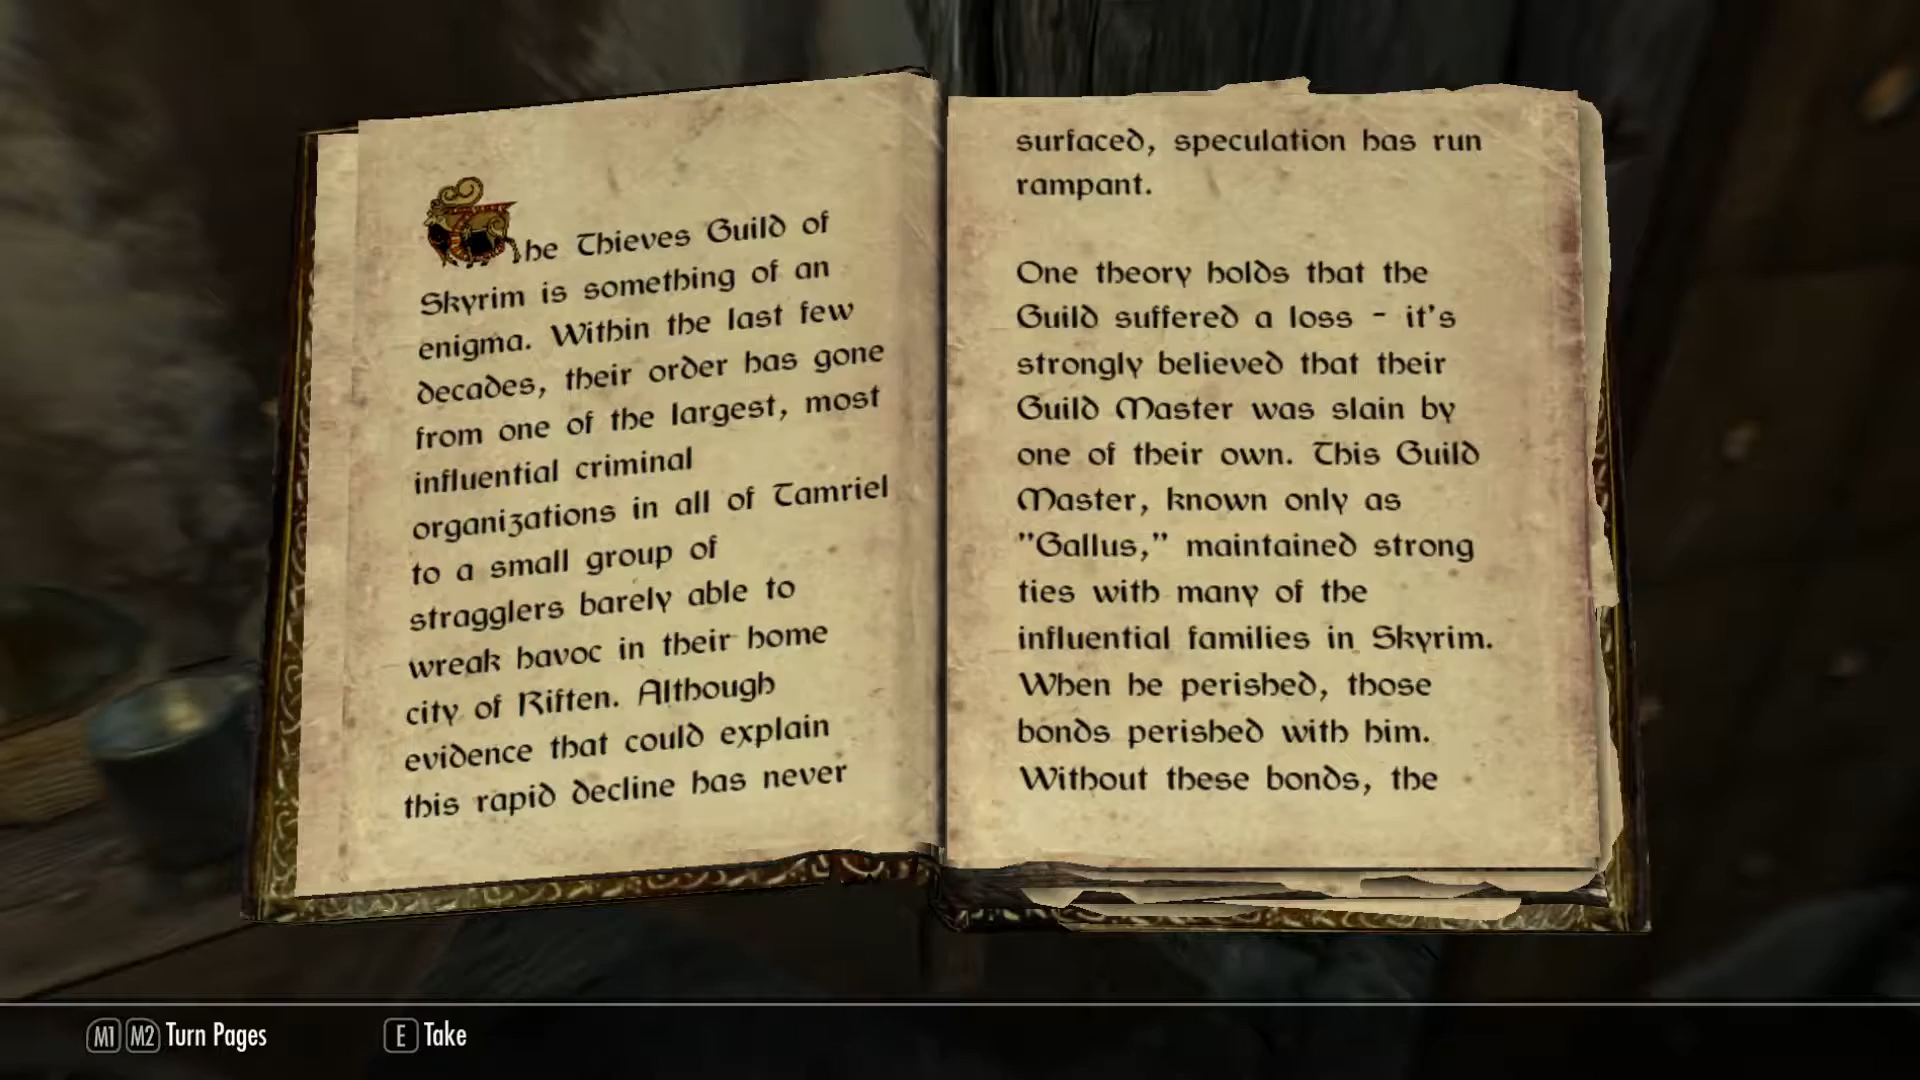 The Thieves Guild of
Skyrim is something of an
enigma. Within the last few
decades, their order has gone
from one of the largest, most
influential criminal
organizations in all of Tamriel
to a small group of
stragglers barely able to
wreak havoc in their home
city of Riften. Although
evidence that could explain
this rapid decline has never
surfaced, speculation has run
rampant.
One theory holds that the
Guild suffered a loss - it's
strongly believed that their
Guild Master was slain by
one of their own. This Guild
Master, known only as
"Gallus," maintained strong
ties with many of the
influential families in Skyrim.
When he perished, those
bonds perished with him.
Without these bonds, the
M1 M2 Turn Pages
E Take